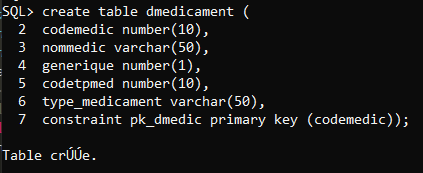 SQL> create table dmedicament (
2 codemedic number(10),
3 nommedic varchar(50),
4 generique number(1),
5 codetpmed number(10),
6 type_medicament varchar(50),
7 constraint pk_dmedic primary key (codemedic));
Table crÚÚe.